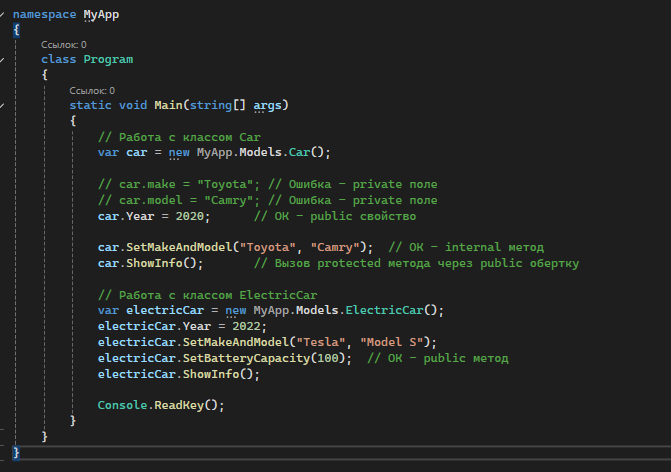 namespace MyApp
{
Ссылок: 0
class Program
{
Ссылок: 0
static void Main(string[] args)
{
// Работа с классом Car
var car = new MyApp.Models.Car();
// car.make = "Toyota"; // Ошибка - private поле
// car.model = "Camry"; // Ошибка - private поле
car.Year = 2020;      // ОК - public свойство
car.SetMakeAndModel("Toyota", "Camry");  // ОК - internal метод
car.ShowInfo();       // Вызов protected метода через public обертку
// Работа с классом ElectricCar
var electricCar = new MyApp.Models.ElectricCar();
electricCar.Year = 2022;
electricCar.SetMakeAndModel("Tesla", "Model S");
electricCar.SetBatteryCapacity(100);  // ОК - public метод
electricCar.ShowInfo();
Console.ReadKey();
}
}
}